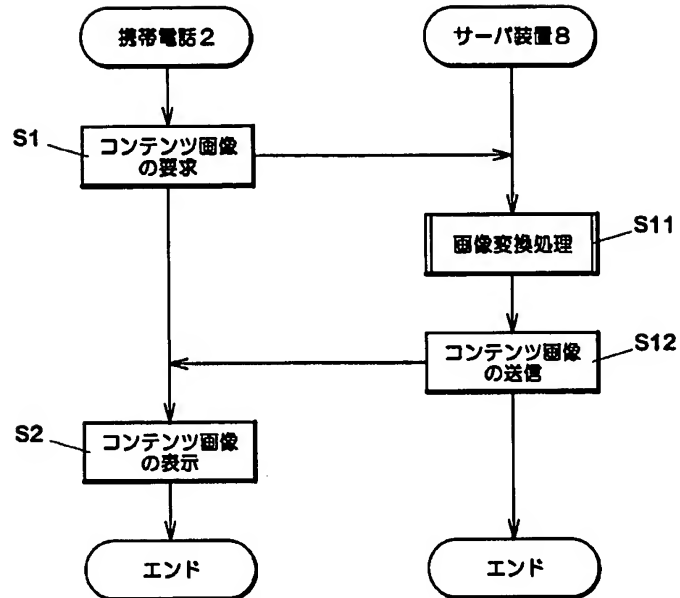 携帯電話2
サーバ装置8
S1
コンテンツ画像
の要求
画像変換処理
S11
コンテンツ画像
の送信
S12
S2
コンテンツ画像
の表示
エンド
エンド